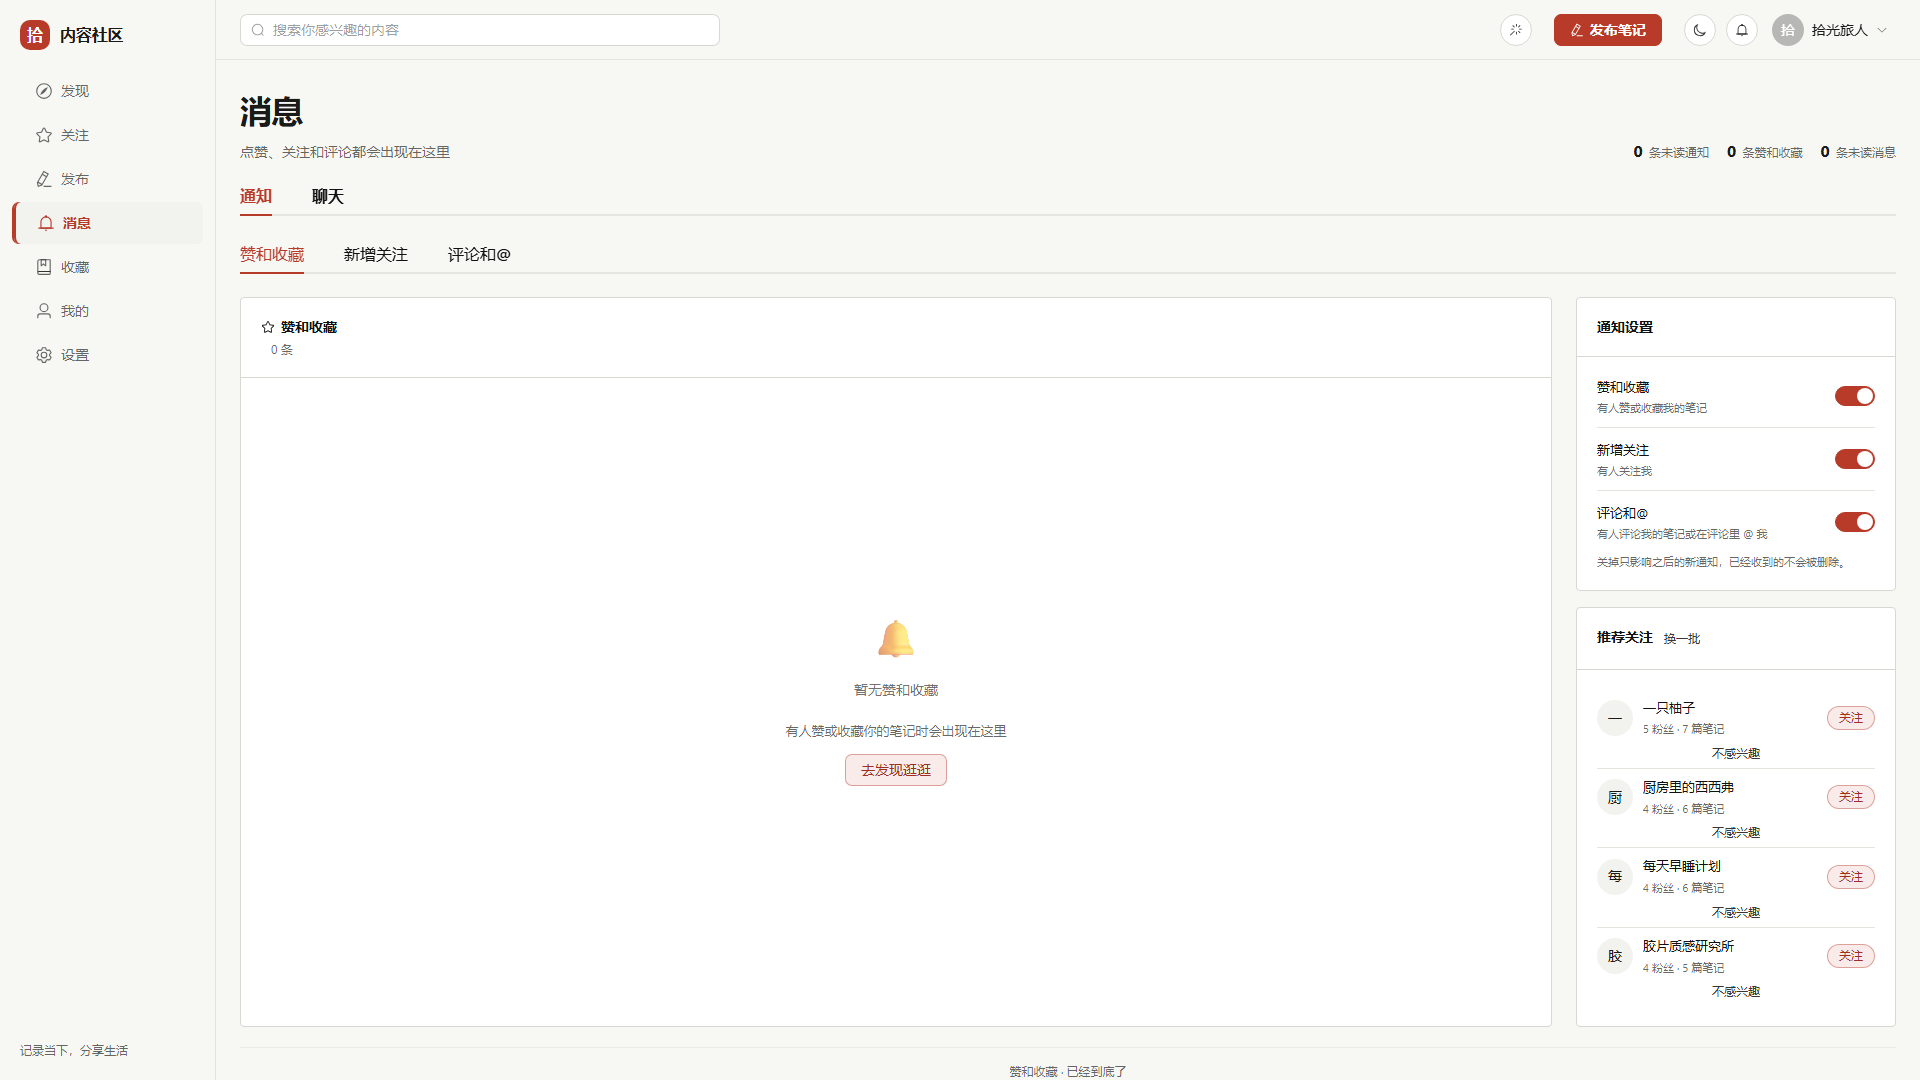 拾 内容社区
搜索你感兴趣的内容
发布笔记
拾 拾光旅人
发现
关注
发布
消息
收藏
我的
设置
记录当下，分享生活
消息
点赞、关注和评论都会出现在这里
0 条未读通知 0 条赞和收藏 0 条未读消息
通知 聊天
赞和收藏 新增关注 评论和@
赞和收藏
0 条
暂无赞和收藏
有人赞或收藏你的笔记时会出现在这里
去发现逛逛
通知设置
赞和收藏
有人赞或收藏我的笔记
新增关注
有人关注我
评论和@
有人评论我的笔记或在评论里 @ 我
关掉只影响之后的新通知，已经收到的不会被删除。
推荐关注 换一批
一 一只柚子 关注
5 粉丝 · 7 篇笔记
不感兴趣
厨 厨房里的西西弗 关注
4 粉丝 · 6 篇笔记
不感兴趣
每 每天早睡计划 关注
4 粉丝 · 6 篇笔记
不感兴趣
胶 胶片质感研究所 关注
4 粉丝 · 5 篇笔记
不感兴趣
赞和收藏 · 已经到底了